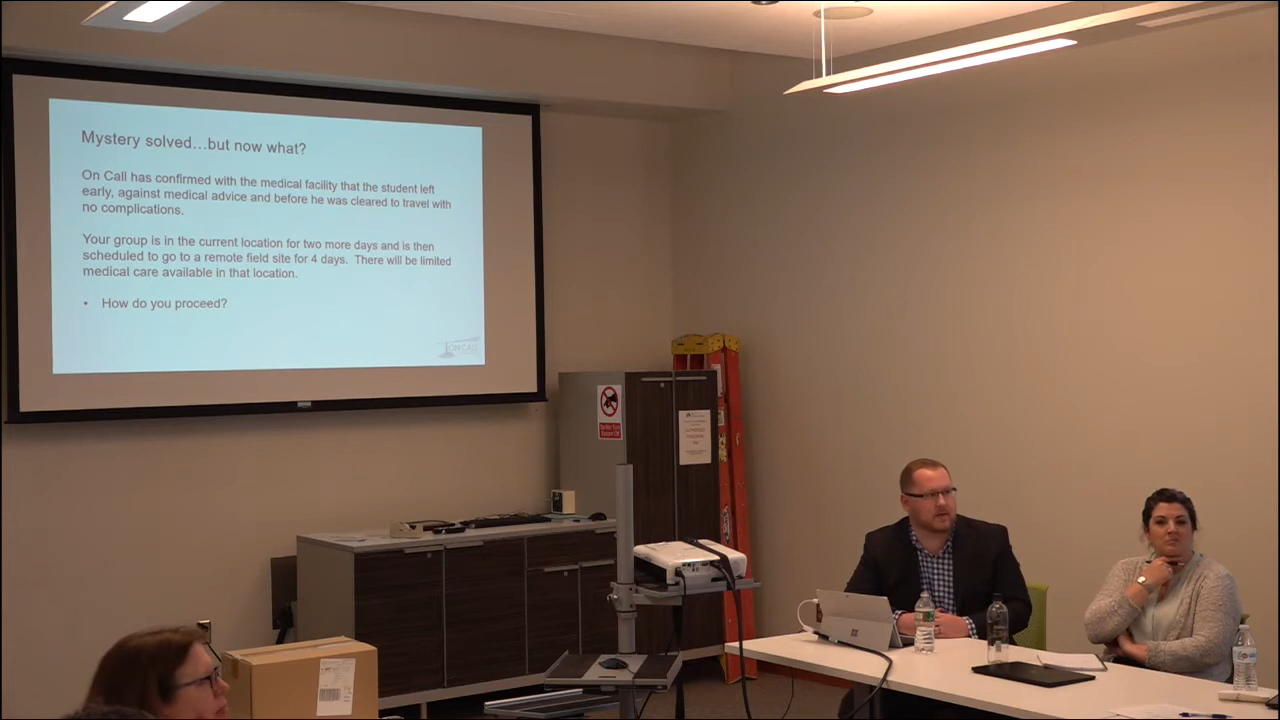 Mystery solved…but now what?
On Call has confirmed with the medical facility that the student left
early, against medical advice and before he was cleared to travel with
no complications.
Your group is in the current location for two more days and is then
scheduled to go to a remote field site for 4 days. There will be limited
medical care available in that location.
• How do you proceed?
ON CALL